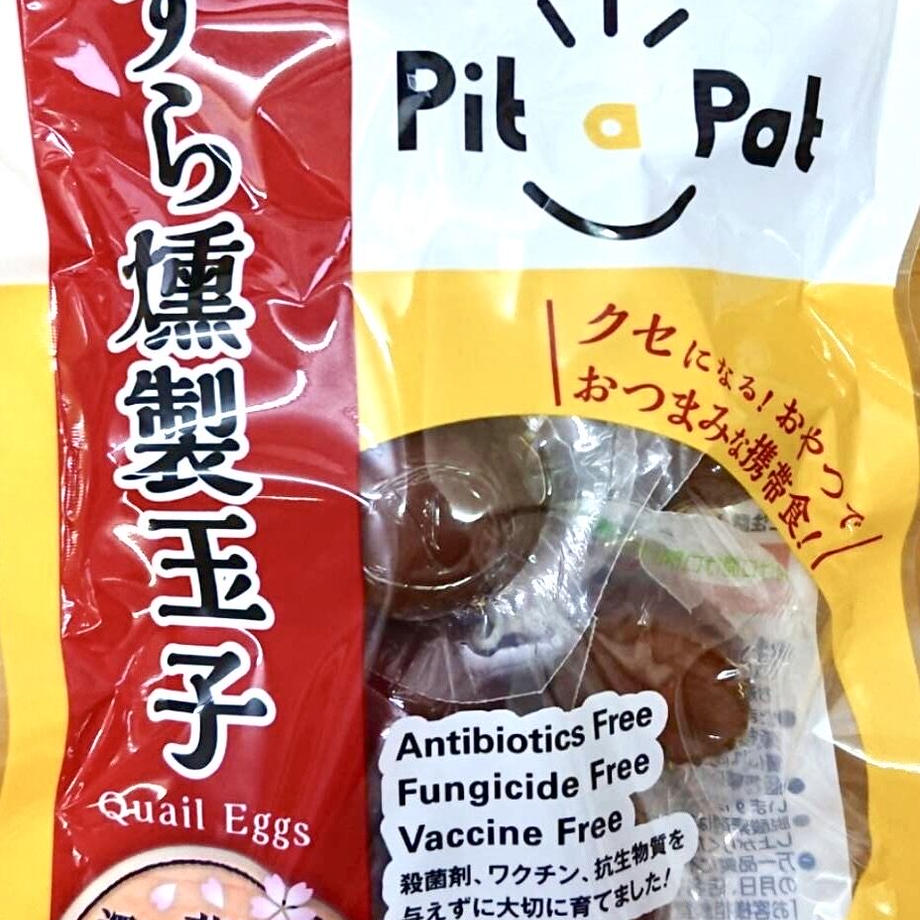 ずら燻製玉子
Quail Eggs
Pit a Pat
クセになる！おやつで
おつまみな携帯食！！
Antibiotics Free
Fungicide Free
Vaccine Free
殺菌剤、ワクチン、抗生物質を
与えずに大切に育てました！